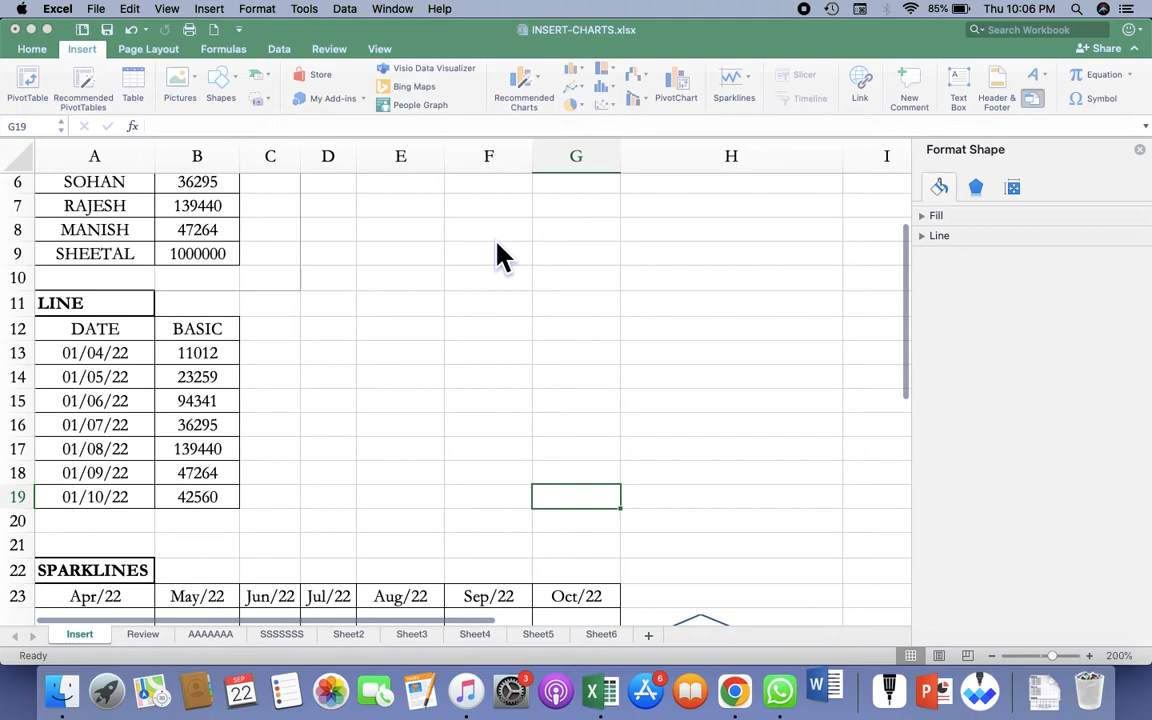 Excel File Edit View Insert Format Tools Data Window Help 85% Thu 10:06 PM
INSERT-CHARTS.xlsx Search Workbook
Home Insert Page Layout Formulas Data Review View Share
PivotTable Recommended PivotTables Table Pictures Shapes Store My Add-ins Visio Data Visualizer Bing Maps People Graph Recommended Charts PivotChart Sparklines Slicer Timeline Link New Comment Text Box Header & Footer Equation Symbol
G19 fx
A B C D E F G H I
6 SOHAN 36295
7 RAJESH 139440
8 MANISH 47264
9 SHEETAL 1000000
10
11 LINE
12 DATE BASIC
13 01/04/22 11012
14 01/05/22 23259
15 01/06/22 94341
16 01/07/22 36295
17 01/08/22 139440
18 01/09/22 47264
19 01/10/22 42560
20
21
22 SPARKLINES
23 Apr/22 May/22 Jun/22 Jul/22 Aug/22 Sep/22 Oct/22
Format Shape
Fill
Line
Insert Review AAAAAAA SSSSSSS Sheet2 Sheet3 Sheet4 Sheet5 Sheet6
Ready 200%
SEP 22 3 6